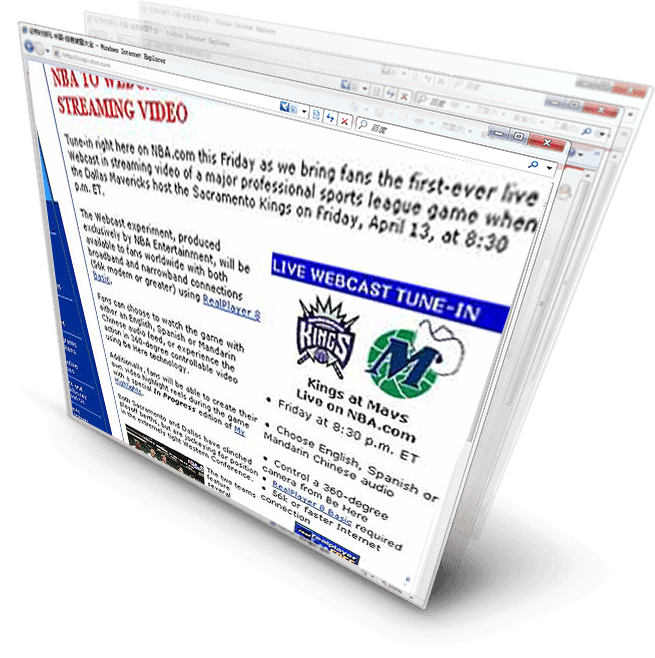 Windows Internet Explorer
百度
STREAMING VIDEO
Tune-in right here on NBA.com this Friday as we bring fans the first-ever live
Webcast in streaming video of a major professional sports league game when
the Dallas Mavericks host the Sacramento Kings on Friday, April 13, at 8:30
p.m. ET.
The Webcast experiment, produced
exclusively by NBA Entertainment, will be
available to fans worldwide with both
broadband and narrowband connections
(56k modem or greater) using RealPlayer 8
Basic.
Fans can choose to watch the game with
either an English, Spanish or Mandarin
Chinese audio feed, or experience the
action in 360-degree controllable video
using Be Here technology.
Additionally, fans will be able to create their
own video highlight reels during the game
with a special In Progress edition of My
Highlights.
Both Sacramento and Dallas have clinched
playoff berths, but are jockeying for position
in the extremely tight Western Conference.
The two teams
feature
several
LIVE WEBCAST TUNE-IN
KINGS
M
Kings at Mavs
Live on NBA.com
• Friday at 8:30 p.m. ET
• Choose English, Spanish or
Mandarin Chinese audio
• Control a 360-degree
camera from Be Here
• RealPlayer 8 Basic required
• 56k or faster Internet
connection
realplayer